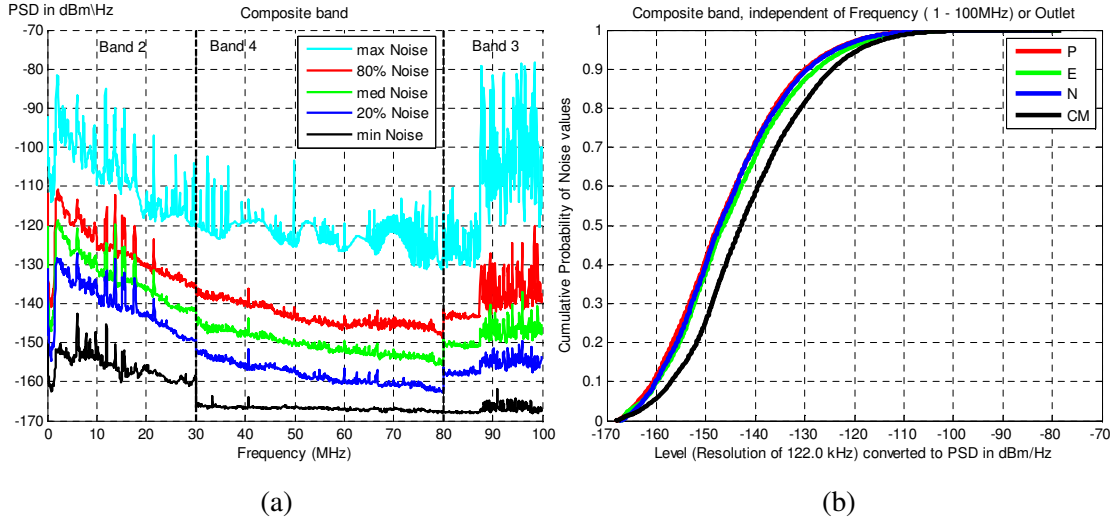 PSD in dBm\Hz
Composite band
-70
-80
-90
-100
-110
-120
-130
-140
-150
-160
-170
Band 2
Band 4
Band 3
max Noise
80% Noise
med Noise
20% Noise
min Noise
0 10 20 30 40 50 60 70 80 90 100
Frequency (MHz)
(a)
Composite band, independent of Frequency ( 1 - 100MHz) or Outlet
Cumulative Probability of Noise values
1
0.9
0.8
0.7
0.6
0.5
0.4
0.3
0.2
0.1
0
P
E
N
CM
-170 -160 -150 -140 -130 -120 -110 -100 -90 -80 -70
Level (Resolution of 122.0 kHz) converted to PSD in dBm/Hz
(b)